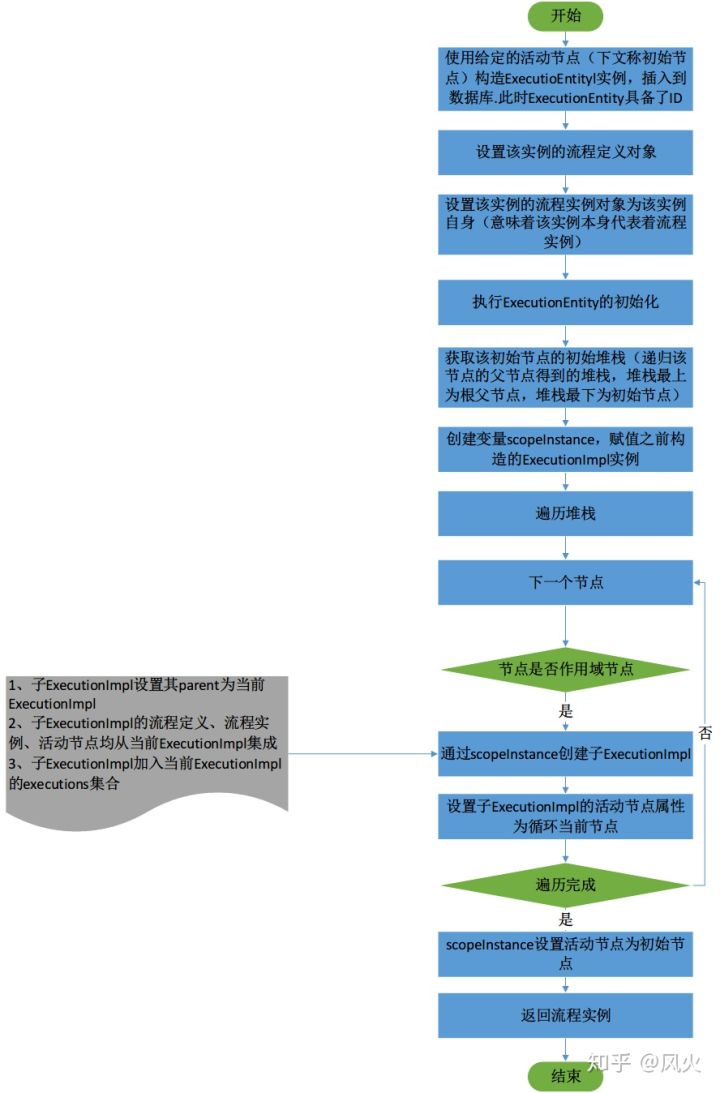 开始
使用给定的活动节点（下文称初始节
点）构造ExecutioEntityl实例，插入到
数据库.此时ExecutionEntity具备了ID
设置该实例的流程定义对象
设置该实例的流程实例对象为该实例
自身（意味着该实例本身代表着流程
实例）
执行ExecutionEntity的初始化
获取该初始节点的初始堆栈（递归该
节点的父节点得到的堆栈，堆栈最上
为根父节点，堆栈最下为初始节点）
创建变量scopeInstance，赋值之前构
造的ExecutionImpl实例
遍历堆栈
下一个节点
节点是否作用域节点
是
否
1、子ExecutionImpl设置其parent为当前
ExecutionImpl
2、子ExecutionImpl的流程定义、流程实
例、活动节点均从当前ExecutionImpl集成
3、子ExecutionImpl加入当前ExecutionImpl
的executions集合
通过scopeInstance创建子ExecutionImpl
设置子ExecutionImpl的活动节点属性
为循环当前节点
遍历完成
是
scopeInstance设置活动节点为初始节
点
返回流程实例
结束
知乎 @风火